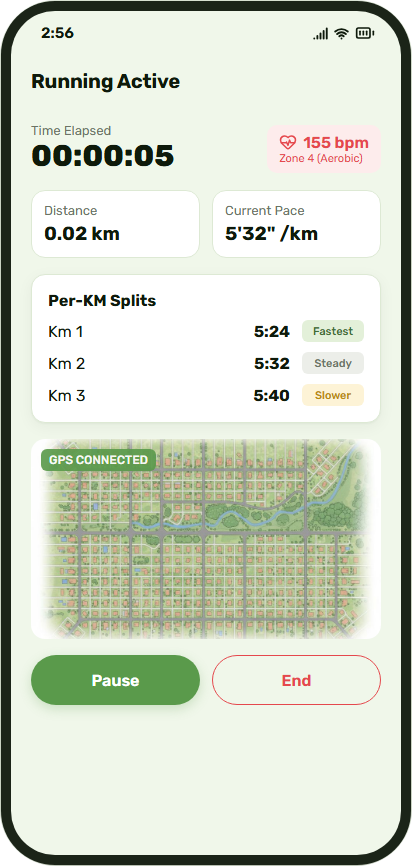 2:56
Running Active
Time Elapsed
00:00:05
155 bpm
Zone 4 (Aerobic)
Distance
0.02 km
Current Pace
5'32" /km
Per-KM Splits
Km 1 5:24 Fastest
Km 2 5:32 Steady
Km 3 5:40 Slower
GPS CONNECTED
Pause
End